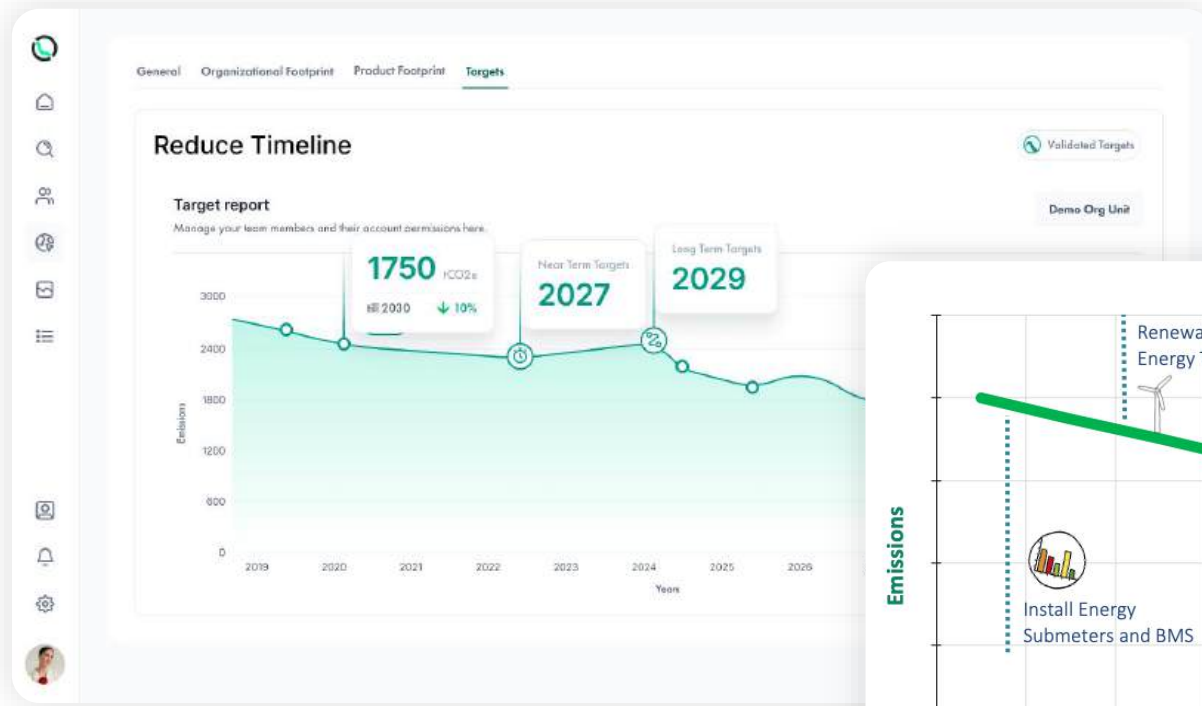 General Organizational Footprint Product Footprint Targets
Reduce Timeline
Validated Targets
Target report
Demo Org Unit
Manage your team members and their account permissions here.
1750 tCO2e
till 2030 10%
Near Term Targets
2027
Long Term Targets
2029
3000
2400
1800
1200
600
0
Emissions
2019 2020 2021 2022 2023 2024 2025 2026
Years
Emissions
Energy
Install Energy
Submeters and BMS